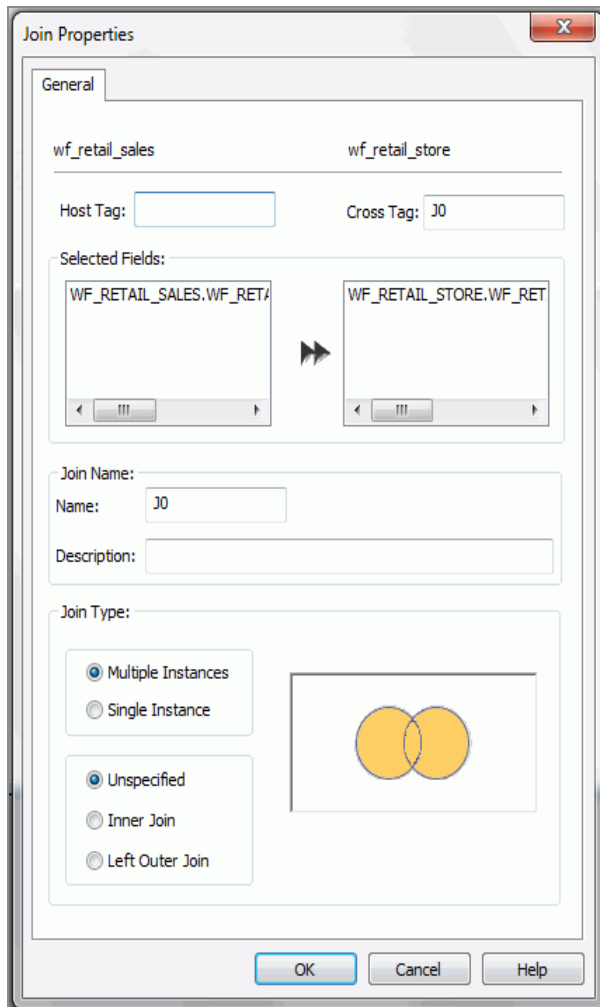 Join Properties
General
wf_retail_sales wf_retail_store
Host Tag: Cross Tag: J0
Selected Fields:
WF_RETAIL_SALES.WF_RETA WF_RETAIL_STORE.WF_RET
Join Name:
Name: J0
Description:
Join Type:
Multiple Instances
Single Instance
Unspecified
Inner Join
Left Outer Join
OK Cancel Help